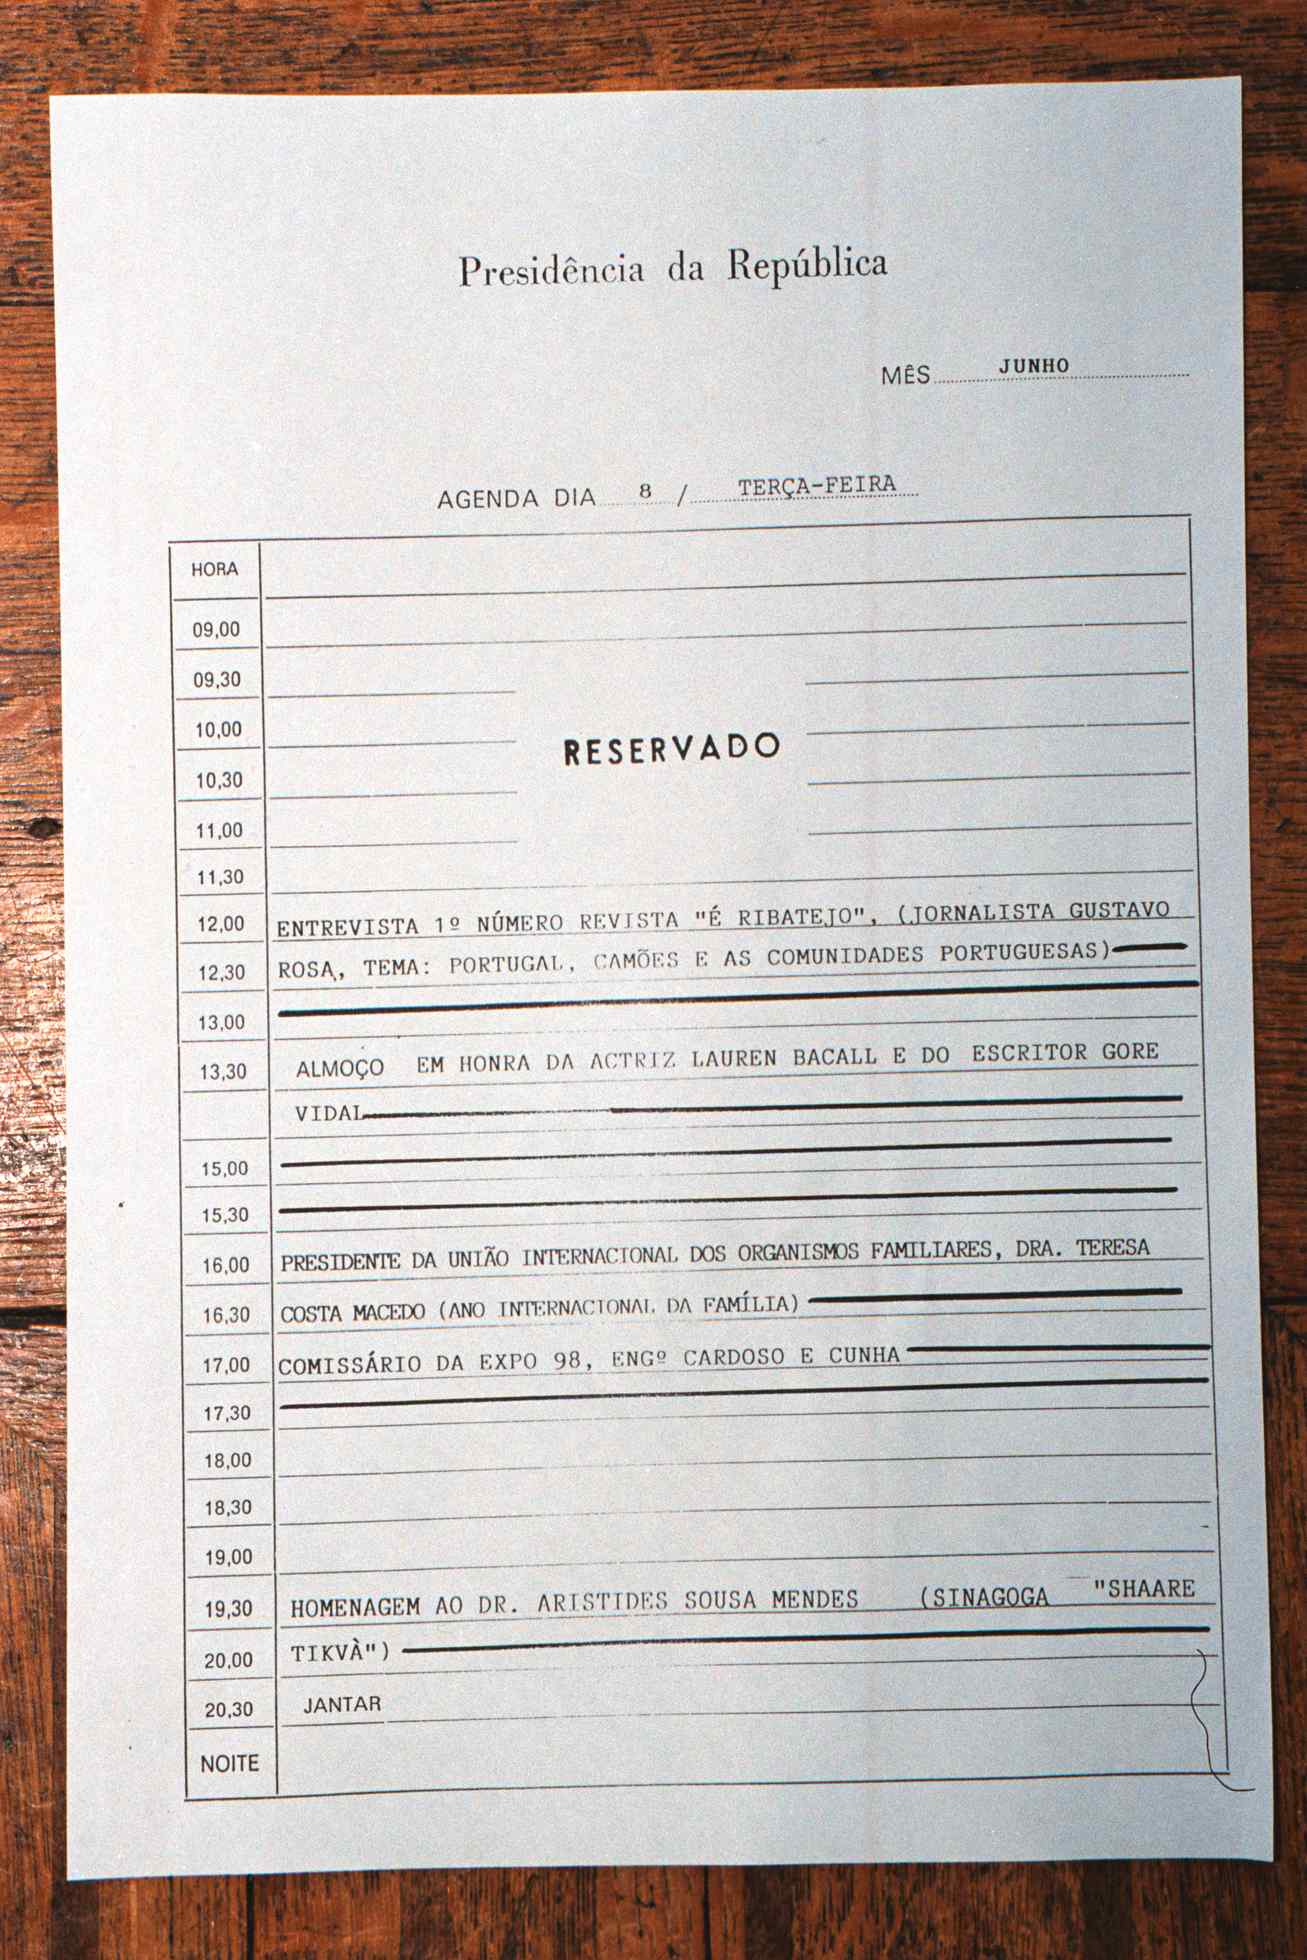 Presidência da República
MÊS JUNHO
AGENDA DIA 8 / TERÇA-FEIRA
HORA
09,00
09,30
10,00
RESERVADO
10,30
11,00
11,30
12,00 ENTREVISTA 1º NÚMERO REVISTA "É RIBATEJO", (JORNALISTA GUSTAVO
12,30 ROSA, TEMA: PORTUGAL, CAMÕES E AS COMUNIDADES PORTUGUESAS)
13,00
13,30 ALMOÇO EM HONRA DA ACTRIZ LAUREN BACALL E DO ESCRITOR GORE
VIDAL
15,00
15,30
16,00 PRESIDENTE DA UNIÃO INTERNACIONAL DOS ORGANISMOS FAMILIARES, DRA. TERESA
16,30 COSTA MACEDO (ANO INTERNACIONAL DA FAMÍLIA)
17,00 COMISSÁRIO DA EXPO 98, ENGº CARDOSO E CUNHA
17,30
18,00
18,30
19,00
19,30 HOMENAGEM AO DR. ARISTIDES SOUSA MENDES (SINAGOGA "SHAARE
20,00 TIKVÀ")
20,30 JANTAR
NOITE